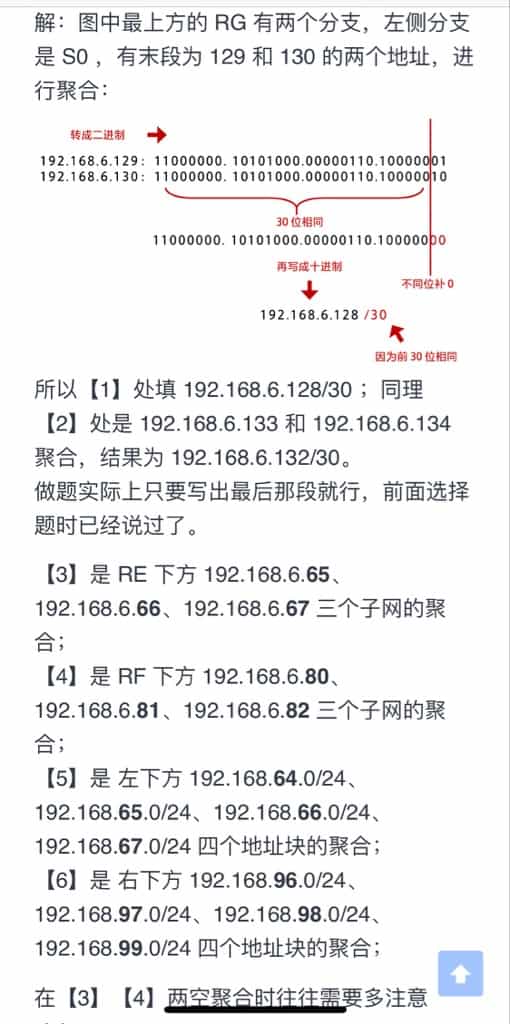 解：图中最上方的 RG 有两个分支，左侧分支
是 S0 ，有末段为 129 和 130 的两个地址，进
行聚合：
转成二进制
192.168.6.129: 11000000. 10101000.00000110.10000001
192.168.6.130: 11000000. 10101000.00000110.10000010
30 位相同
11000000. 10101000.00000110.10000000
再写成十进制
不同位补 0
192.168.6.128 /30
因为前 30 位相同
所以【1】处填 192.168.6.128/30 ；同理
【2】处是 192.168.6.133 和 192.168.6.134
聚合，结果为 192.168.6.132/30。
做题实际上只要写出最后那段就行，前面选择
题时已经说过了。
【3】是 RE 下方 192.168.6.65、
192.168.6.66、192.168.6.67 三个子网的聚
合；
【4】是 RF 下方 192.168.6.80、
192.168.6.81、192.168.6.82 三个子网的聚
合；
【5】是 左下方 192.168.64.0/24、
192.168.65.0/24、192.168.66.0/24、
192.168.67.0/24 四个地址块的聚合；
【6】是 右下方 192.168.96.0/24、
192.168.97.0/24、192.168.98.0/24、
192.168.99.0/24 四个地址块的聚合；
在【3】【4】两空聚合时往往需要多注意